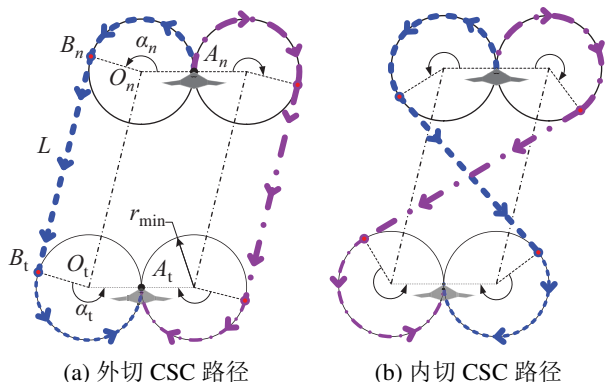 B_n α_n A_n
O_n
L
r_min
B_t O_t A_t
α_t
(a) 外切 CSC 路径 (b) 内切 CSC 路径